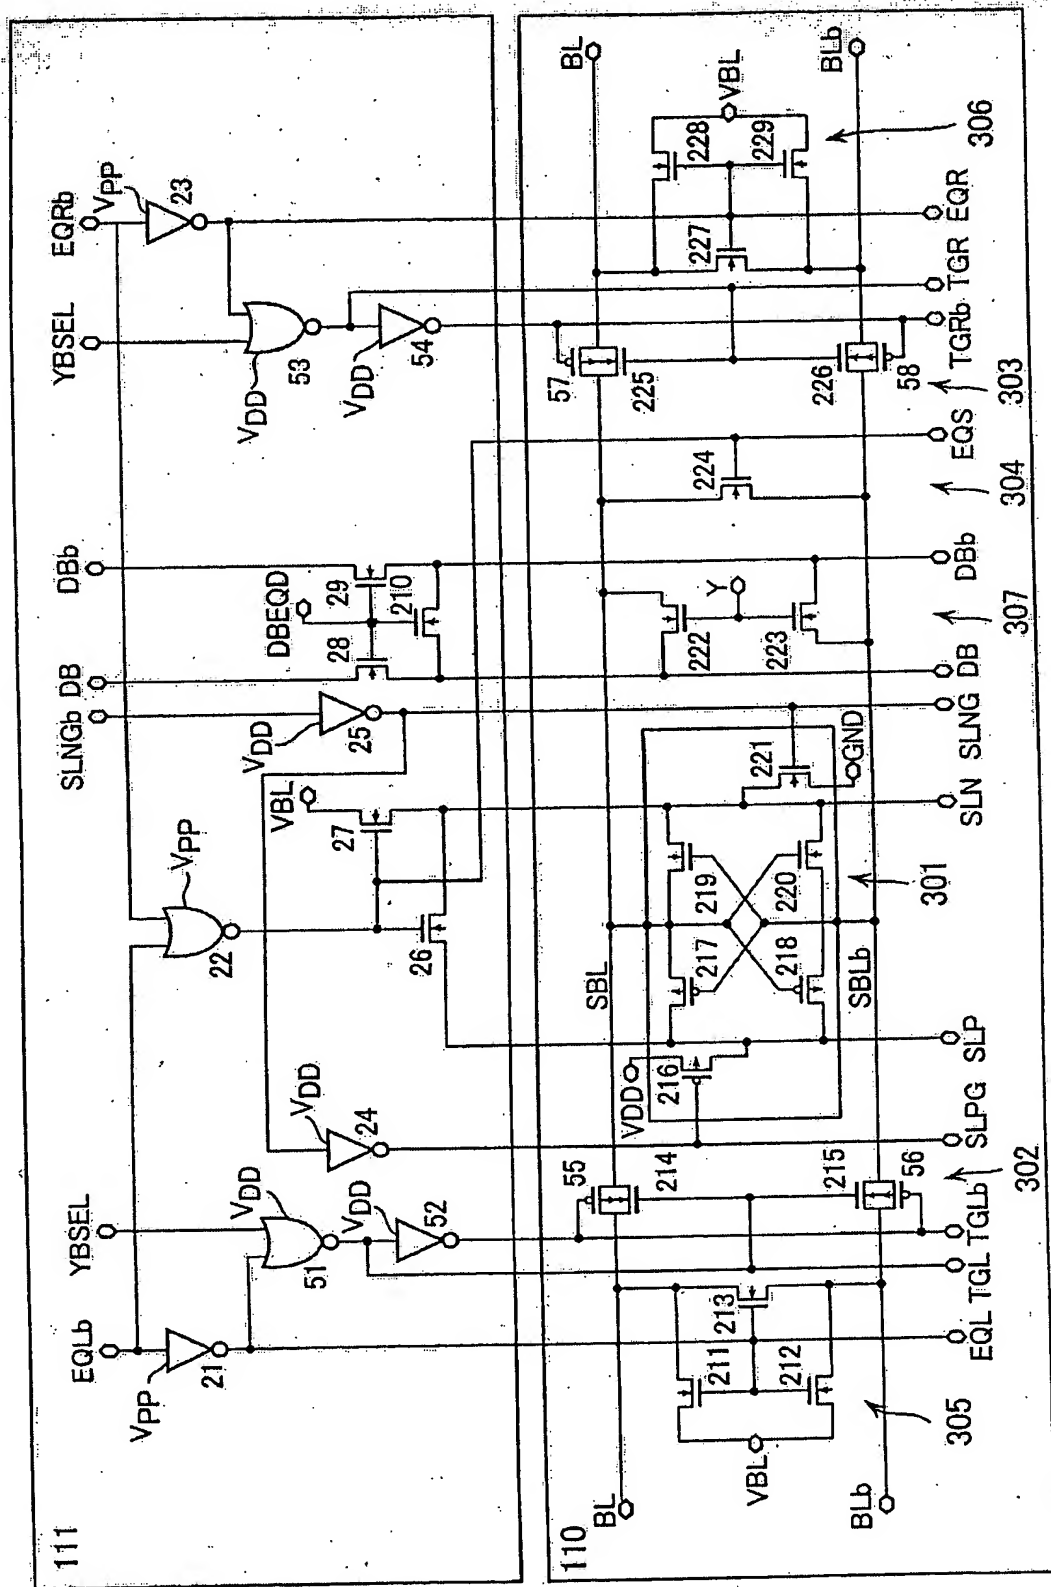 111
EQLb
YBSEL
SLNGb
DB
DBb
YBSEL
EQRb
VPP
21
VDD
51
VDD
52
VDD
24
VPP
22
VBL
27
26
VDD
25
DBEQD
28
29
210
VDD
53
VDD
54
VPP
23
110
BL
BLb
VBL
211
212
213
305
EQL
TGL
TGLb
55
214
215
56
302
SLPG
SLP
SBL
SBLb
VDD
216
217
218
219
220
221
GND
301
SLN
SLNG
DB
DBb
222
223
Y
307
224
304
EQS
57
225
226
58
303
TGRb
TGR
EQR
227
228
229
VBL
306
BL
BLb